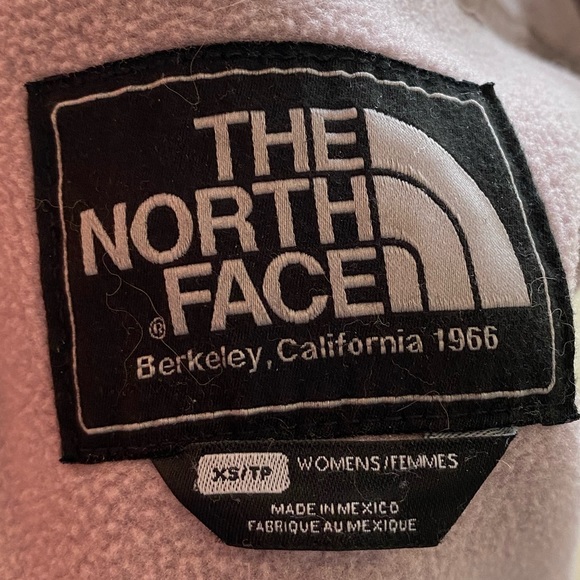 THE
NORTH
FACE
®
Berkeley, California 1966
XS/TP WOMENS/FEMMES
MADE IN MEXICO
FABRIQUE AU MEXIQUE